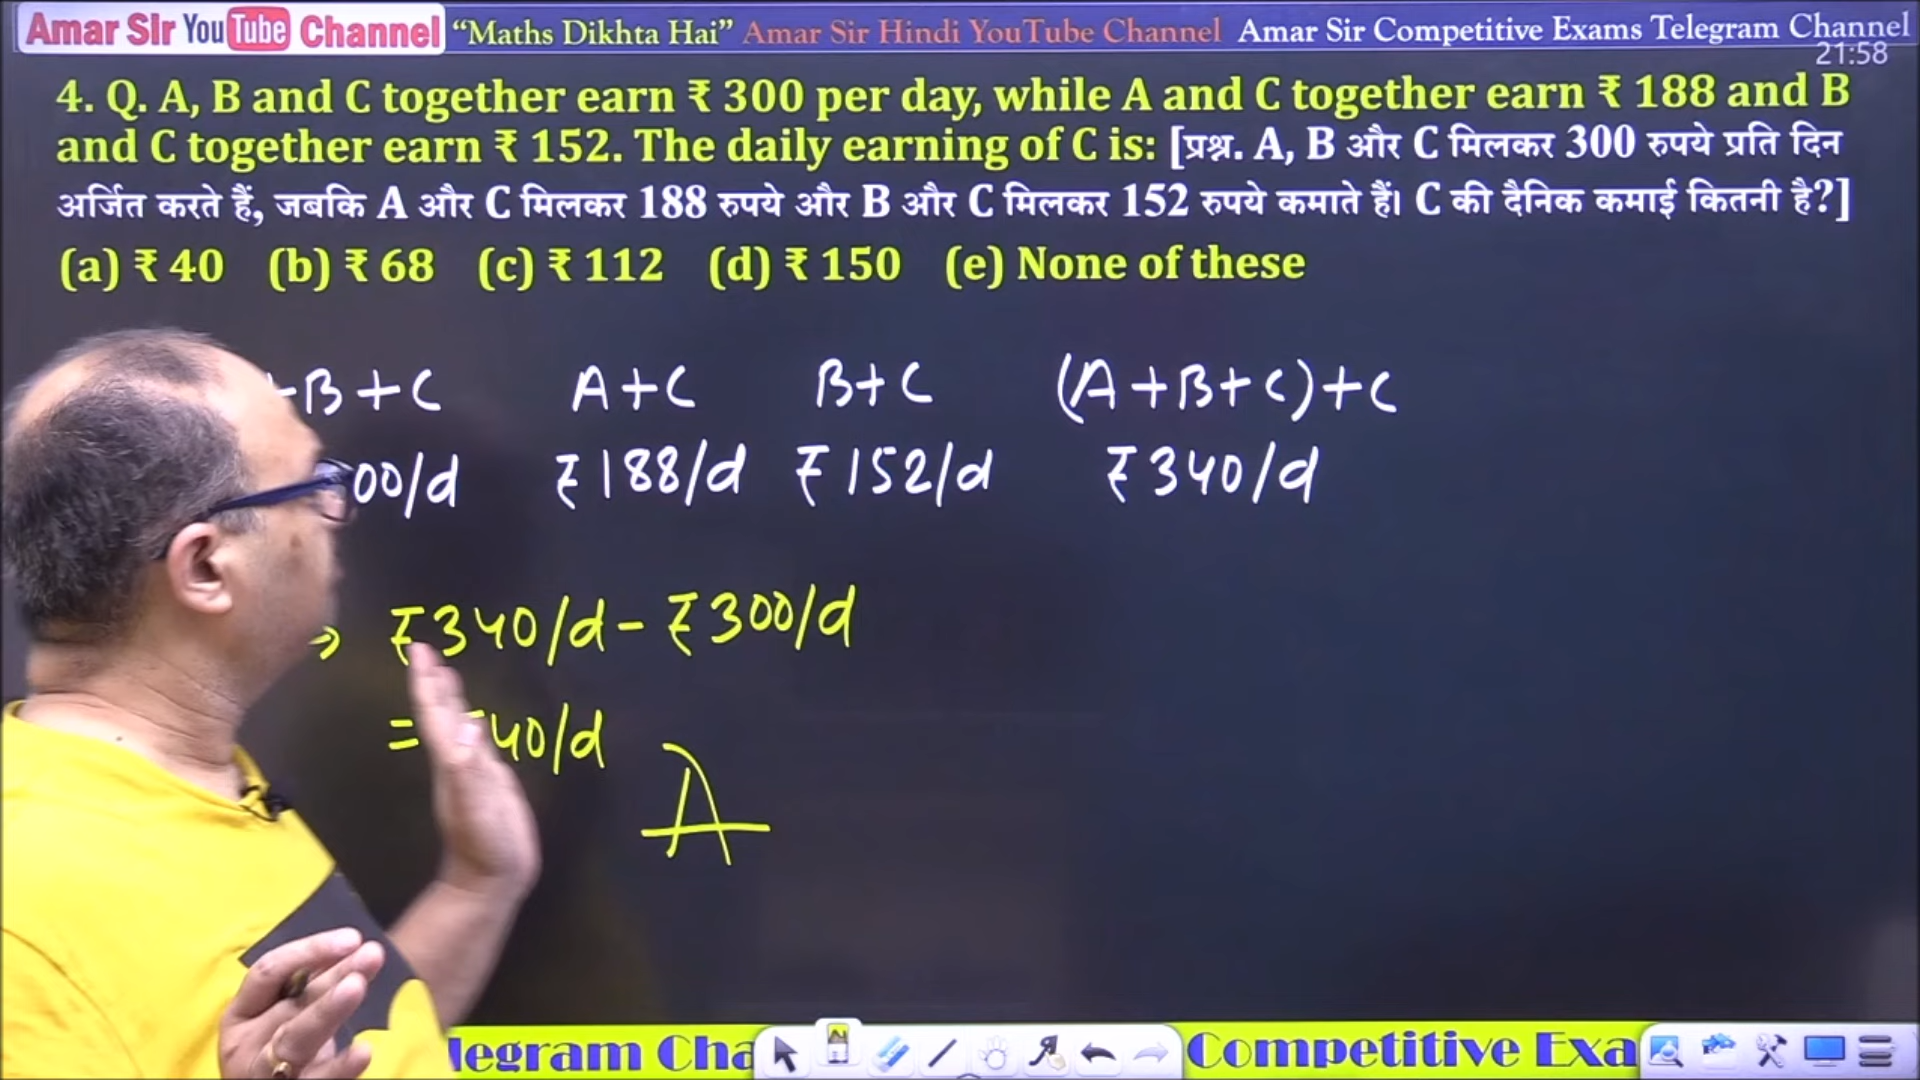 Amar Sir YouTube Channel "Maths Dikhta Hai" Amar Sir Hindi YouTube Channel Amar Sir Competitive Exams Telegram Channel
21:58
4. Q. A, B and C together earn ₹ 300 per day, while A and C together earn ₹ 188 and B
and C together earn ₹ 152. The daily earning of C is: [प्रश्न. A, B और C मिलकर 300 रुपये प्रति दिन
अर्जित करते हैं, जबकि A और C मिलकर 188 रुपये और B और C मिलकर 152 रुपये कमाते हैं। C की दैनिक कमाई कितनी है?]
(a) ₹ 40 (b) ₹ 68 (c) ₹ 112 (d) ₹ 150 (e) None of these
+B+C A+C B+C (A+B+C)+C
00/d ₹188/d ₹152/d ₹340/d
→ ₹340/d - ₹300/d
= ₹40/d
A
legram Cha Competitive Exa